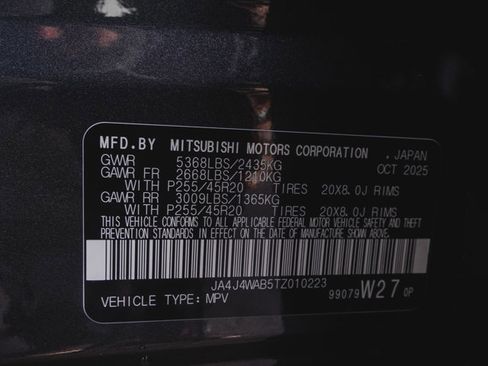 MFD.BY MITSUBISHI MOTORS CORPORATION , JAPAN
GVWR 5368LBS/2435KG OCT 2025
GAWR FR 2668LBS/1210KG
WITH P255/45R20 TIRES 20X8.0J RIMS
GAWR RR 3009LBS/1365KG
WITH P255/45R20 TIRES 20X8.0J RIMS
THIS VEHICLE CONFORMS TO ALL APPLICABLE FEDERAL MOTOR VEHICLE SAFETY AND THEFT
PREVENTION STANDARDS IN EFFECT ON THE DATE OF MANUFACTURE SHOWN ABOVE.
JA4J4WAB5TZ010223
VEHICLE TYPE: MPV 99079 W27 0P